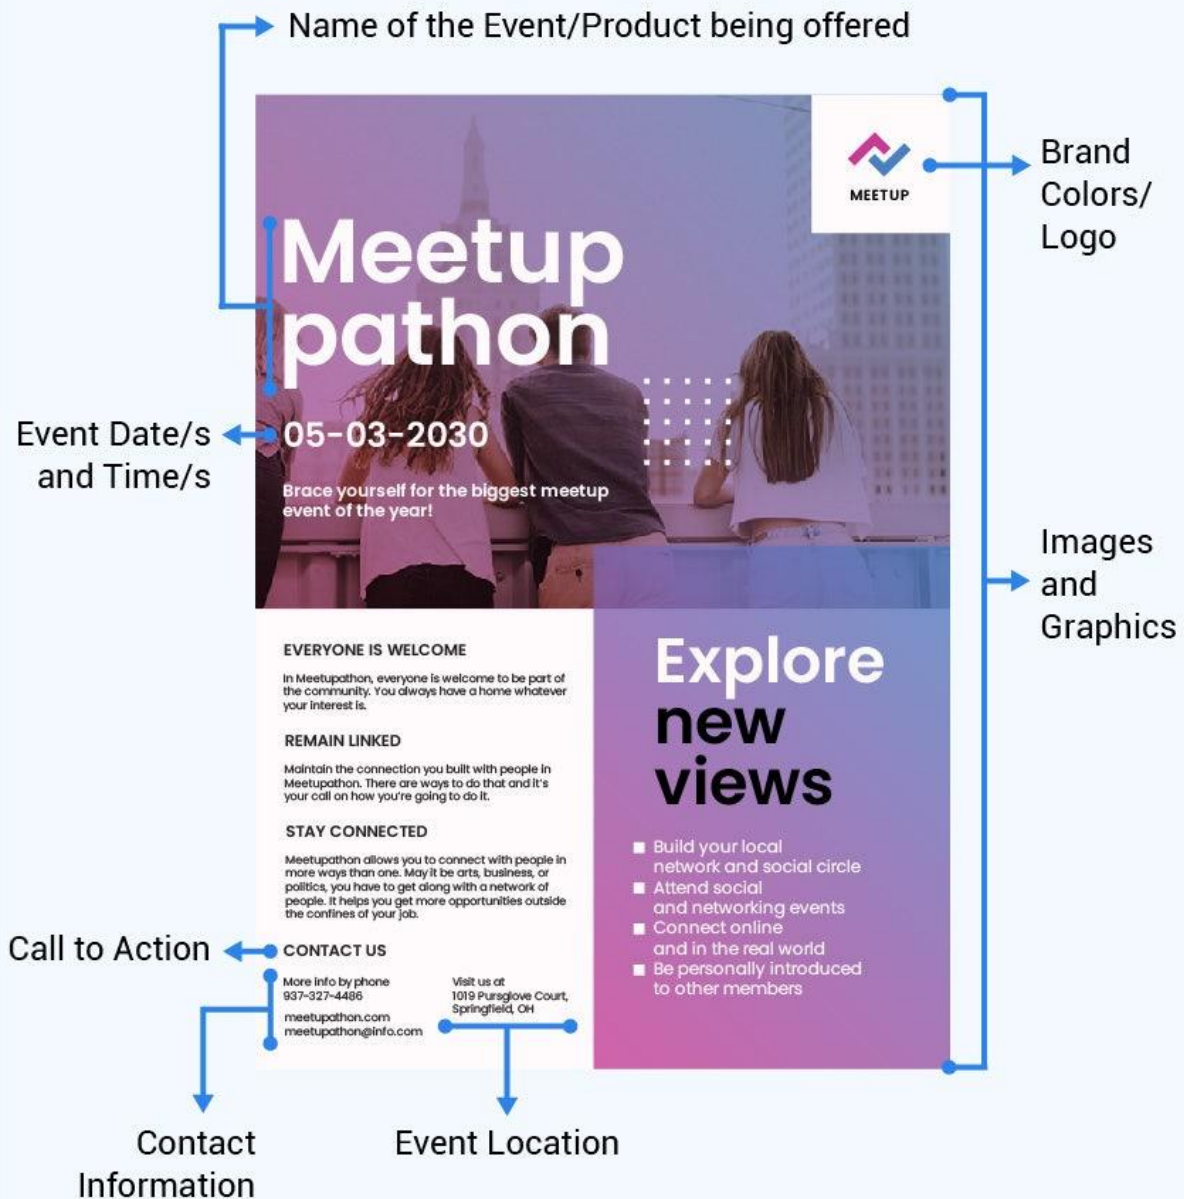 Name of the Event/Product being offered
MEETUP
Brand
Colors/
Logo
Meetup
pathon
Event Date/s
and Time/s
05-03-2030
Brace yourself for the biggest meetup
event of the year!
Images
and
Graphics
EVERYONE IS WELCOME
In Meetupathon, everyone is welcome to be part of
the community. You always have a home whatever
your interest is.
REMAIN LINKED
Maintain the connection you built with people in
Meetupathon. There are ways to do that and it's
your call on how you're going to do it.
STAY CONNECTED
Meetupathon allows you to connect with people in
more ways than one. May it be arts, business, or
politics, you have to get along with a network of
people. It helps you get more opportunities outside
the confines of your job.
Explore
new
views
Build your local
network and social circle
Attend social
and networking events
Connect online
and in the real world
Be personally introduced
to other members
Call to Action
CONTACT US
More info by phone
937-327-4486
meetupathon.com
meetupathon@info.com
Visit us at
1019 Pursglove Court,
Springfield, OH
Contact
Information
Event Location